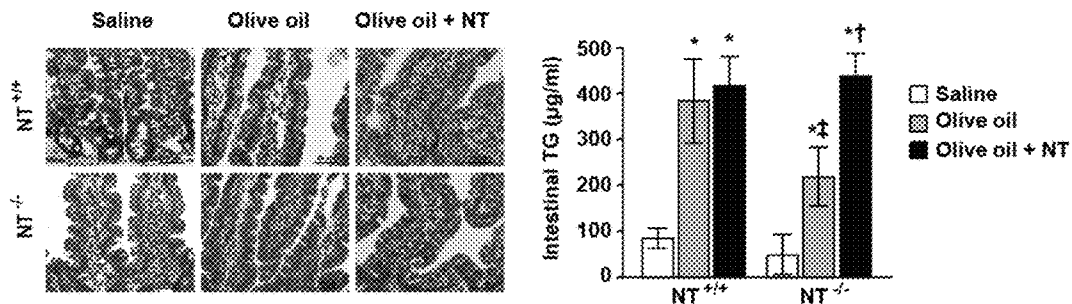 Saline Olive oil Olive oil + NT
NT+/+
NT-/-
Intestinal TG (μg/ml)
500
400
300
200
100
0
* * *‡ *†
NT+/+ NT-/-
Saline
Olive oil
Olive oil + NT